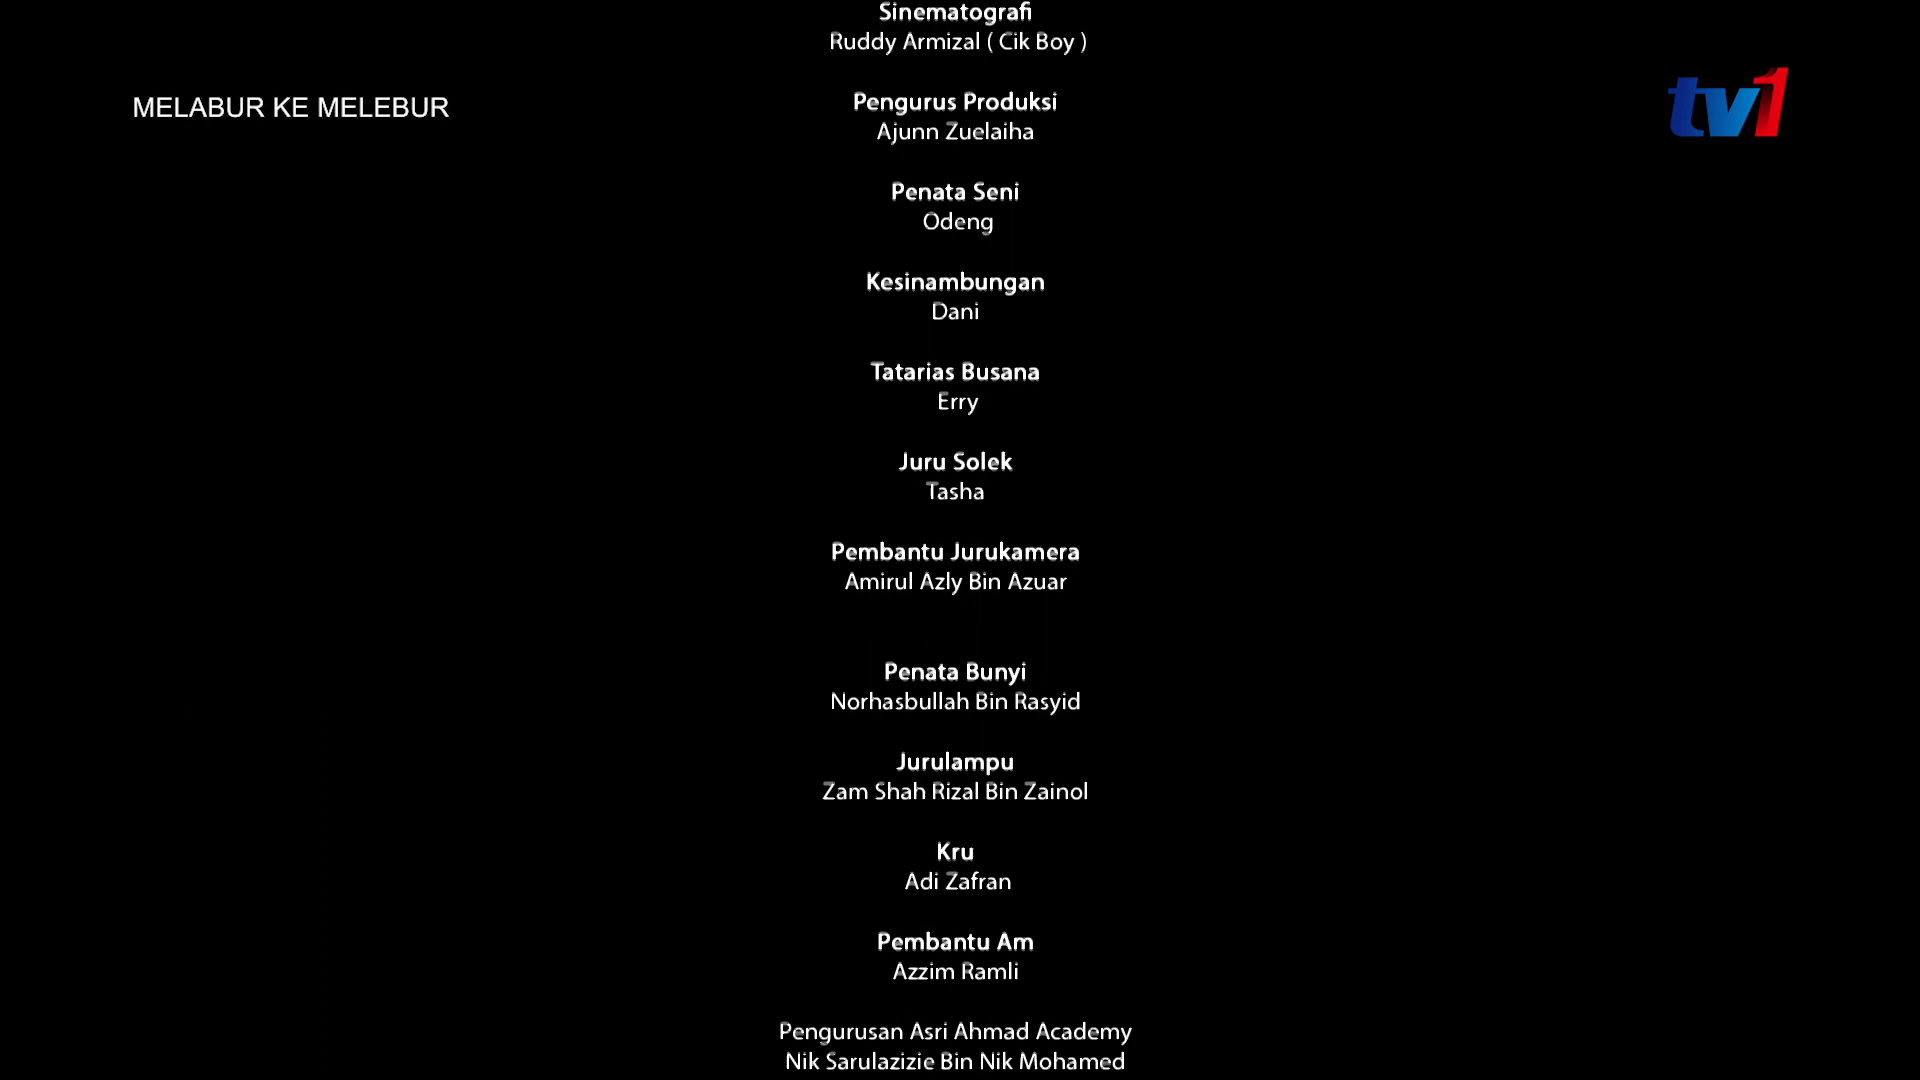 Sinematografi
Ruddy Armizal ( Cik Boy )
MELABUR KE MELEBUR
tv1
Pengurus Produksi
Ajunn Zuelaiha
Penata Seni
Odeng
Kesinambungan
Dani
Tatarias Busana
Erry
Juru Solek
Tasha
Pembantu Jurukamera
Amirul Azly Bin Azuar
Penata Bunyi
Norhasbullah Bin Rasyid
Jurulampu
Zam Shah Rizal Bin Zainol
Kru
Adi Zafran
Pembantu Am
Azzim Ramli
Pengurusan Asri Ahmad Academy
Nik Sarulazizie Bin Nik Mohamed